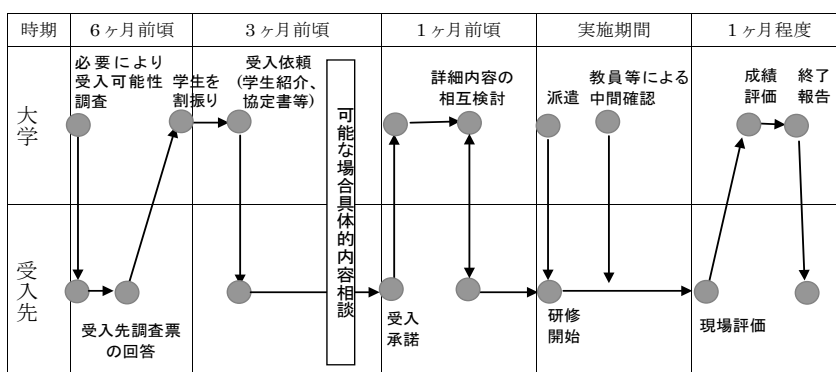 時期
6ヶ月前頃
3ヶ月前頃
1ヶ月前頃
実施期間
1ヶ月程度
大学
必要により
受入可能性
調査
学生を
割振り
受入依頼
(学生紹介、
協定書等)
可能な場合具体的内容相談
詳細内容の
相互検討
派遣
教員等による
中間確認
成績
評価
終了
報告
受入先
受入先調査票
の回答
受入
承諾
研修
開始
現場評価